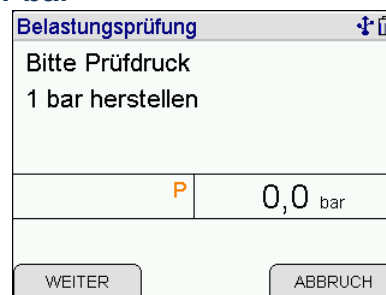 Belastungsprüfung
Bitte Prüfdruck
1 bar herstellen
P
0,0 bar
WEITER
ABBRUCH